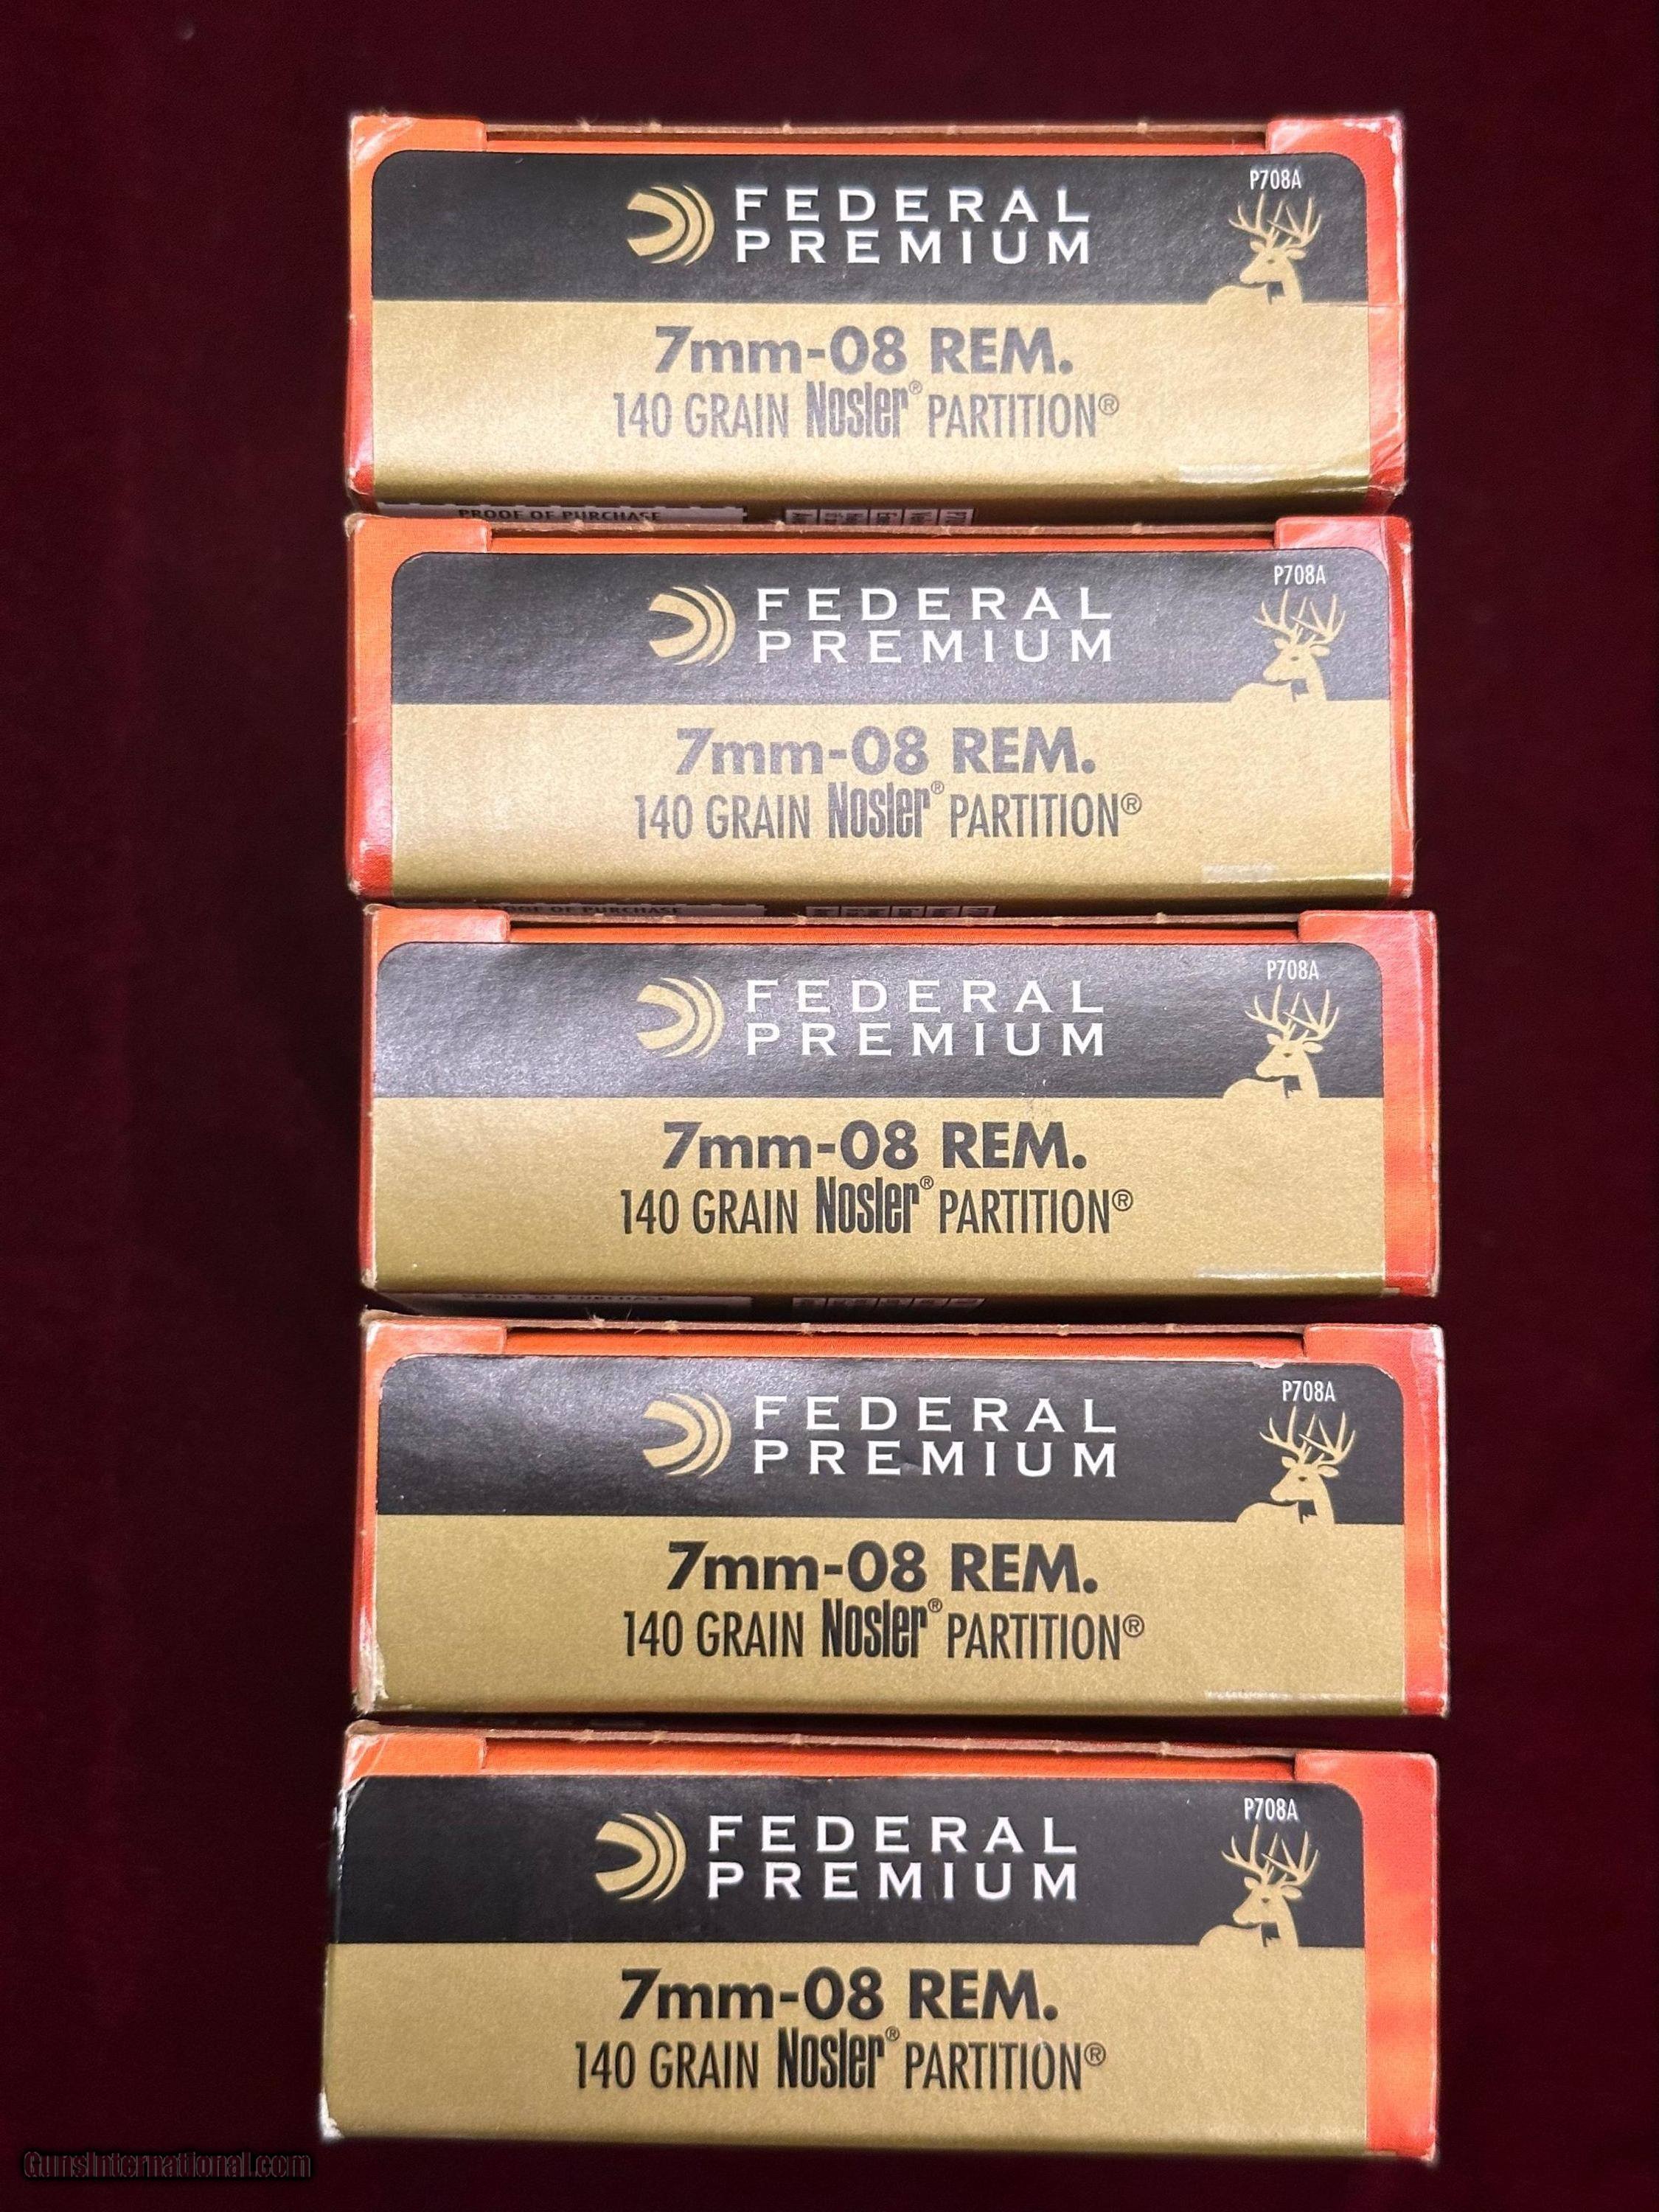 P708A
FEDERAL
PREMIUM
7mm-08 REM.
140 GRAIN Nosler® PARTITION®
PROOF OF PURCHASE
P708A
FEDERAL
PREMIUM
7mm-08 REM.
140 GRAIN Nosler® PARTITION®
PROOF OF PURCHASE
P708A
FEDERAL
PREMIUM
7mm-08 REM.
140 GRAIN Nosler® PARTITION®
PROOF OF PURCHASE
P708A
FEDERAL
PREMIUM
7mm-08 REM.
140 GRAIN Nosler® PARTITION®
P708A
FEDERAL
PREMIUM
7mm-08 REM.
140 GRAIN Nosler® PARTITION®
GunsInternational.com